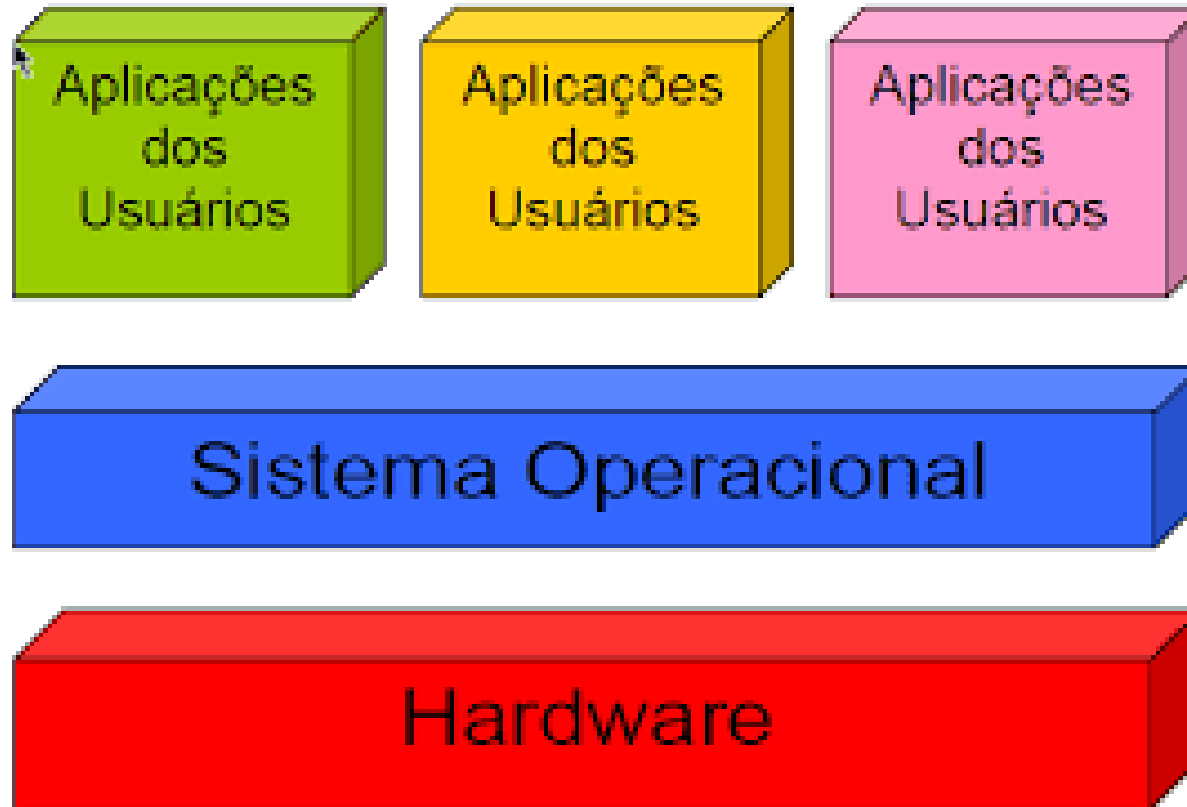 Aplicações
dos
Usuários
Aplicações
dos
Usuários
Aplicações
dos
Usuários
Sistema Operacional
Hardware